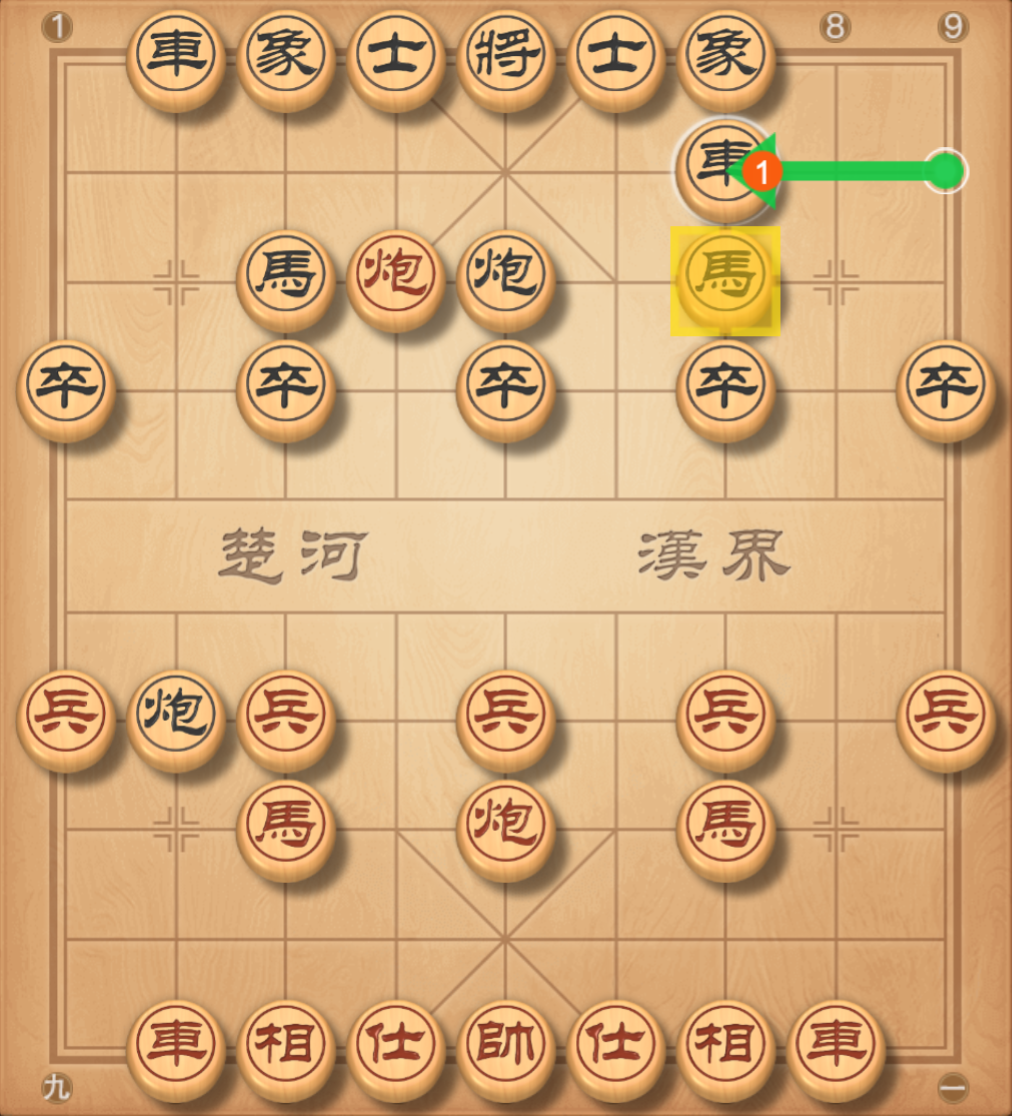 1 8 9
車 象 士 將 士 象
車 1
馬 炮 炮 馬
卒 卒 卒 卒 卒
楚河 漢界
兵 炮 兵 兵 兵 兵
馬 炮 馬
車 相 仕 帥 仕 相 車
九 一